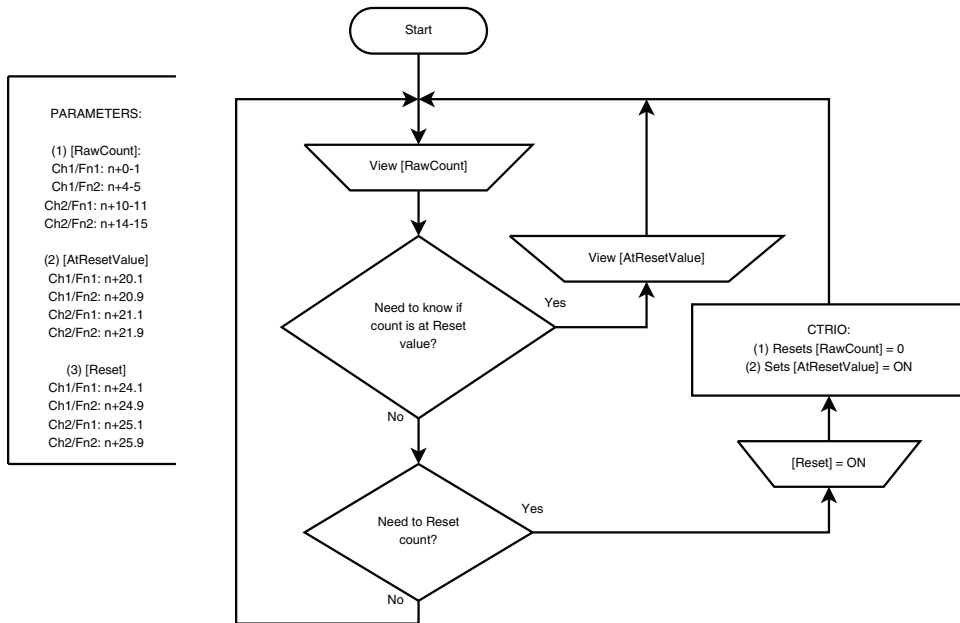 Start
PARAMETERS:
(1) [RawCount]:
Ch1/Fn1: n+0-1
Ch1/Fn2: n+4-5
Ch2/Fn1: n+10-11
Ch2/Fn2: n+14-15
(2) [AtResetValue]
Ch1/Fn1: n+20.1
Ch1/Fn2: n+20.9
Ch2/Fn1: n+21.1
Ch2/Fn2: n+21.9
(3) [Reset]
Ch1/Fn1: n+24.1
Ch1/Fn2: n+24.9
Ch2/Fn1: n+25.1
Ch2/Fn2: n+25.9
View [RawCount]
Need to know if
count is at Reset
value?
Yes
View [AtResetValue]
No
Need to Reset
count?
Yes
[Reset] = ON
CTRIO:
(1) Resets [RawCount] = 0
(2) Sets [AtResetValue] = ON
No